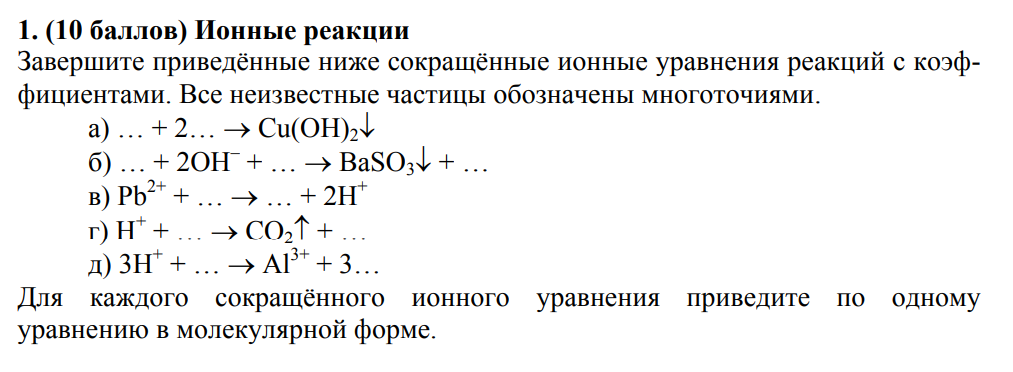 1. (10 баллов) Ионные реакции
Завершите приведённые ниже сокращённые ионные уравнения реакций с коэф-
фициентами. Все неизвестные частицы обозначены многоточиями.
а) … + 2… → Cu(OH)₂↓
б) … + 2OH⁻ + … → BaSO₃↓ + …
в) Pb²⁺ + … → … + 2H⁺
г) H⁺ + … → CO₂↑ + …
д) 3H⁺ + … → Al³⁺ + 3…
Для каждого сокращённого ионного уравнения приведите по одному
уравнению в молекулярной форме.